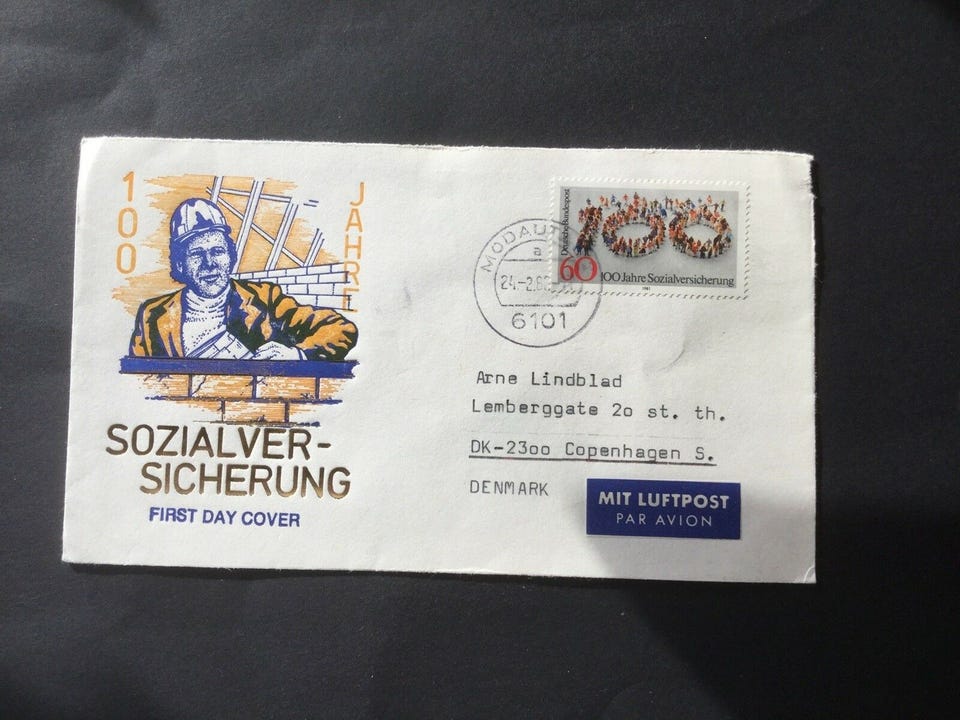 100
JAHRE
SOZIALVER-
SICHERUNG
FIRST DAY COVER
Deutsche Bundespost
100
60
100 Jahre Sozialversicherung
1981
a
6101
Arne Lindblad
Lemberggate 2o st. th.
DK-23oo Copenhagen S.
DENMARK
MIT LUFTPOST
PAR AVION